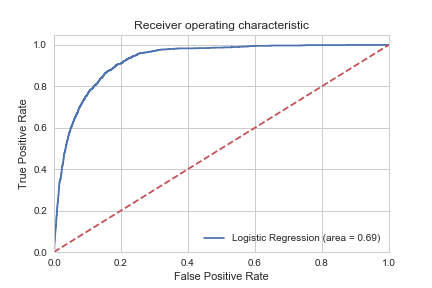 Receiver operating characteristic
1.0
0.8
0.6
0.4
0.2
0.0
True Positive Rate
Logistic Regression (area = 0.69)
0.0 0.2 0.4 0.6 0.8 1.0
False Positive Rate